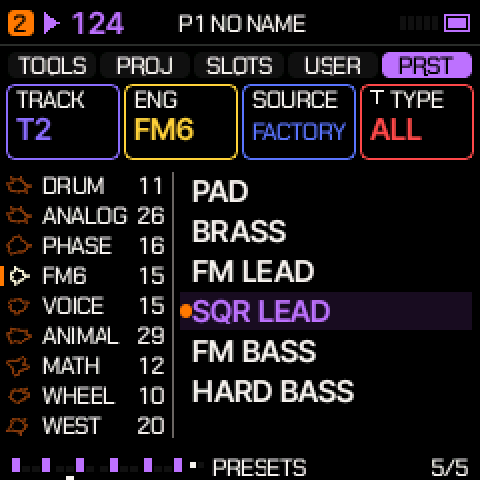 2 124 P1 NO NAME
TOOLS PROJ SLOTS USER PRST
TRACK ENG SOURCE T TYPE
T2 FM6 FACTORY ALL
DRUM 11
ANALOG 26
PHASE 16
FM6 15
VOICE 15
ANIMAL 29
MATH 12
WHEEL 10
WEST 20
PAD
BRASS
FM LEAD
SQR LEAD
FM BASS
HARD BASS
PRESETS 5/5